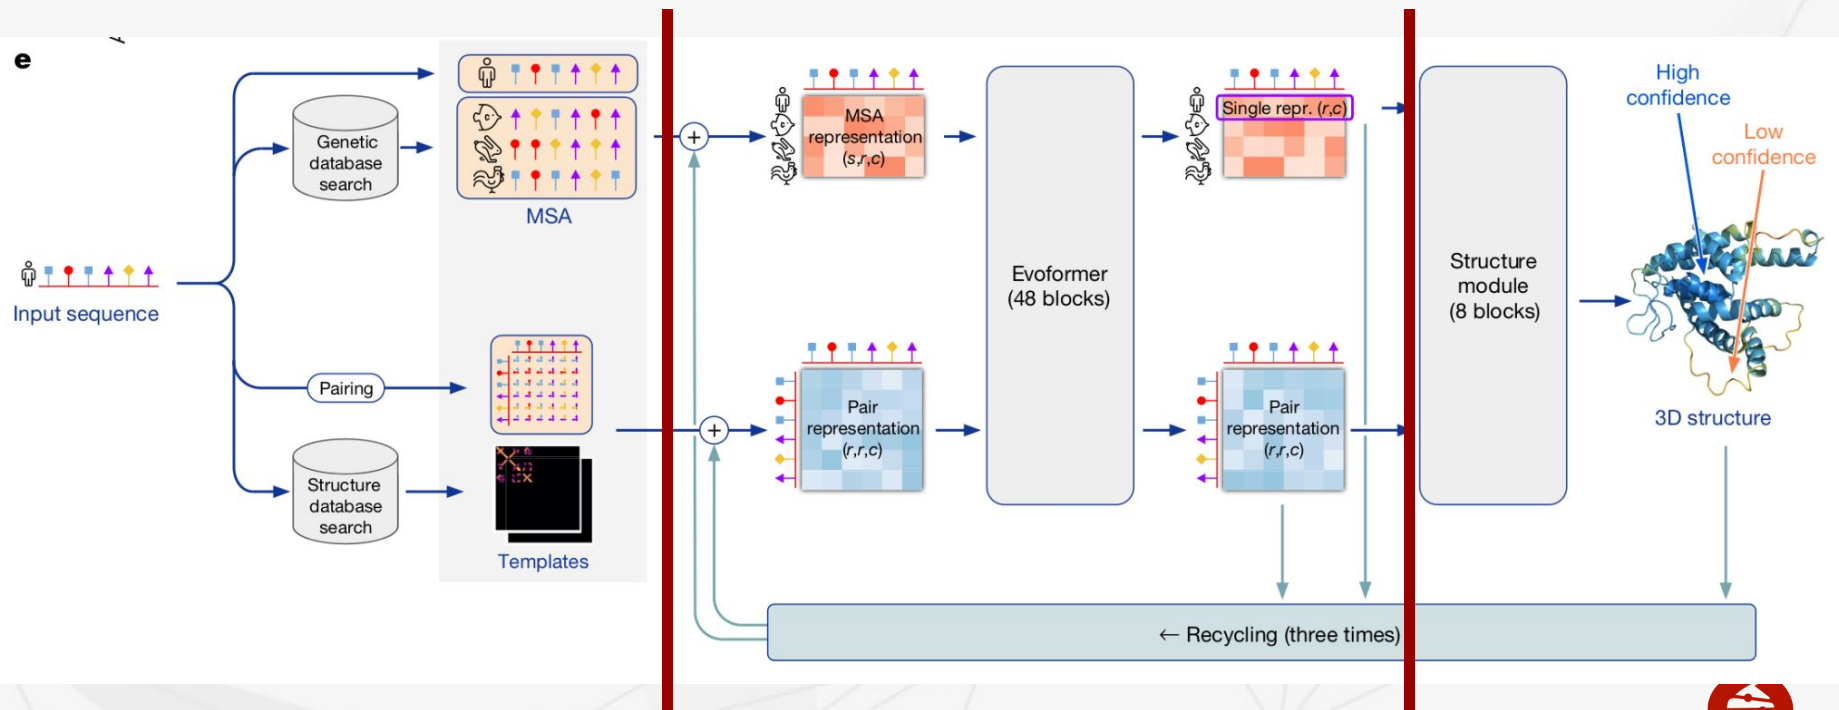 e
Genetic
database
search
MSA
Input sequence
Pairing
Structure
database
search
Templates
+
MSA
representation
(s,r,c)
+
Pair
representation
(r,r,c)
Evoformer
(48 blocks)
Single repr. (r,c)
Pair
representation
(r,r,c)
Structure
module
(8 blocks)
High
confidence
Low
confidence
3D structure
← Recycling (three times)